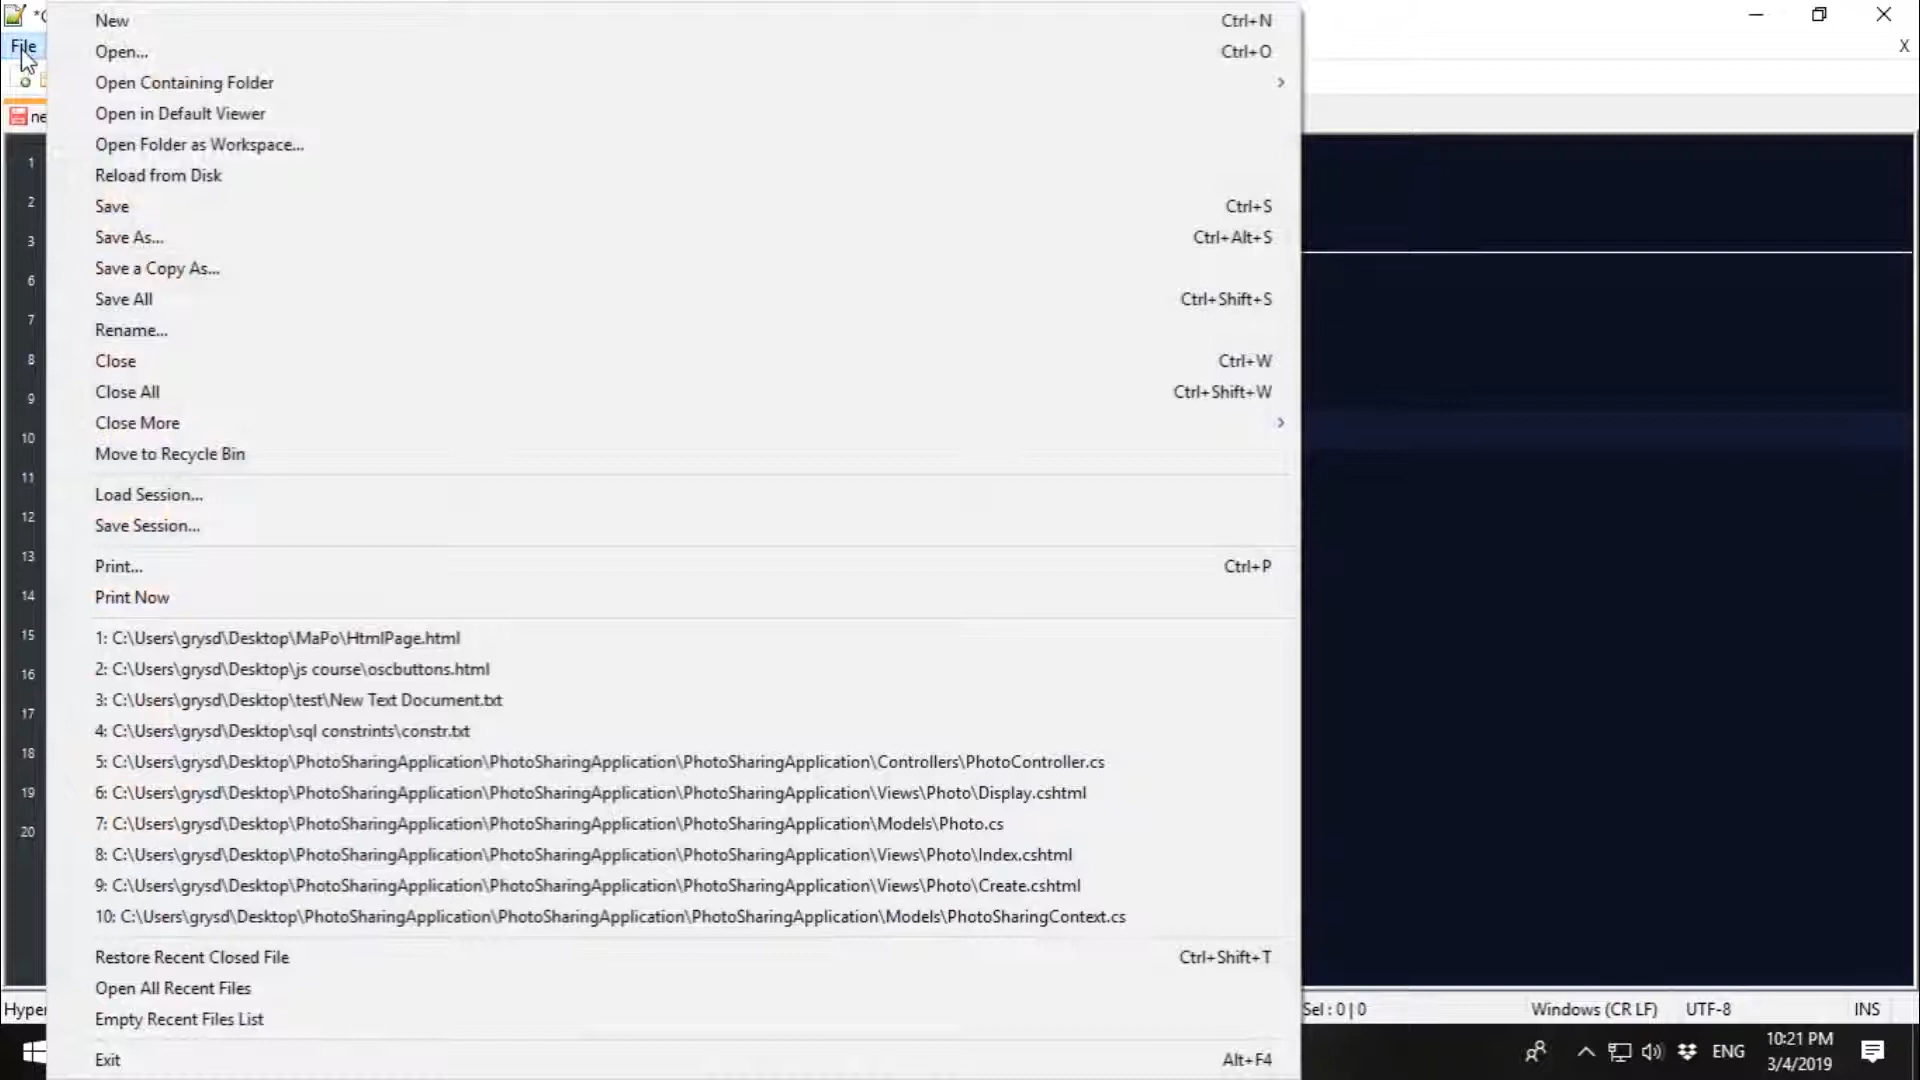 File
New Ctrl+N
Open... Ctrl+O
Open Containing Folder
Open in Default Viewer
Open Folder as Workspace...
Reload from Disk
Save Ctrl+S
Save As... Ctrl+Alt+S
Save a Copy As...
Save All Ctrl+Shift+S
Rename...
Close Ctrl+W
Close All Ctrl+Shift+W
Close More
Move to Recycle Bin
Load Session...
Save Session...
Print... Ctrl+P
Print Now
1: C:\Users\grysd\Desktop\MaPo\HtmlPage.html
2: C:\Users\grysd\Desktop\js course\oscbuttons.html
3: C:\Users\grysd\Desktop\test\New Text Document.txt
4: C:\Users\grysd\Desktop\sql constrints\constr.txt
5: C:\Users\grysd\Desktop\PhotoSharingApplication\PhotoSharingApplication\PhotoSharingApplication\Controllers\PhotoController.cs
6: C:\Users\grysd\Desktop\PhotoSharingApplication\PhotoSharingApplication\PhotoSharingApplication\Views\Photo\Display.cshtml
7: C:\Users\grysd\Desktop\PhotoSharingApplication\PhotoSharingApplication\PhotoSharingApplication\Models\Photo.cs
8: C:\Users\grysd\Desktop\PhotoSharingApplication\PhotoSharingApplication\PhotoSharingApplication\Views\Photo\Index.cshtml
9: C:\Users\grysd\Desktop\PhotoSharingApplication\PhotoSharingApplication\PhotoSharingApplication\Views\Photo\Create.cshtml
10: C:\Users\grysd\Desktop\PhotoSharingApplication\PhotoSharingApplication\PhotoSharingApplication\Models\PhotoSharingContext.cs
Restore Recent Closed File Ctrl+Shift+T
Open All Recent Files
Empty Recent Files List
Exit Alt+F4
X
ne
1
2
3
6
7
8
9
10
11
12
13
14
15
16
17
18
19
20
Hyper Sel : 0 | 0 Windows (CR LF) UTF-8 INS
ENG
10:21 PM
3/4/2019